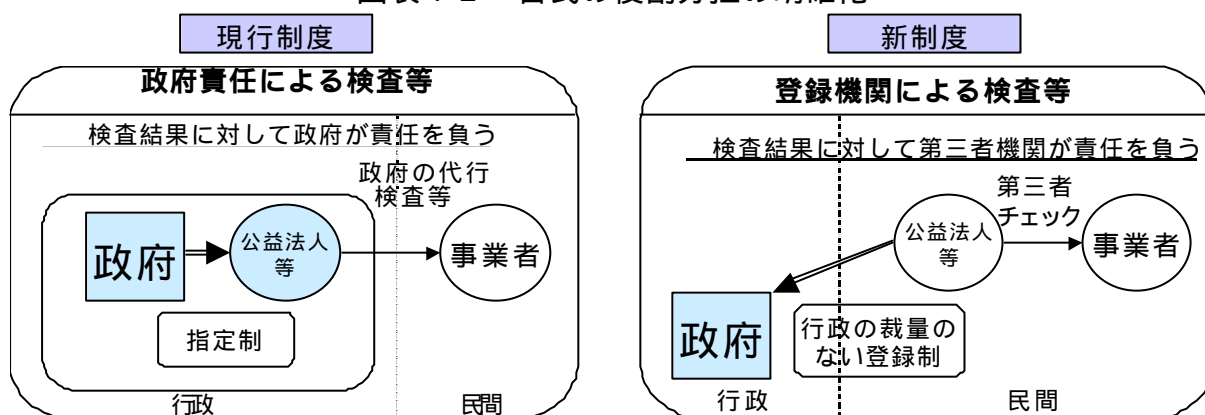 現行制度
政府責任による検査等
検査結果に対して政府が責任を負う
政府の代行
検査等
政府
公益法人
等
事業者
指定制
行政
民間
新制度
登録機関による検査等
検査結果に対して第三者機関が責任を負う
第三者
チェック
公益法人
等
事業者
政府
行政の裁量の
ない登録制
行政
民間